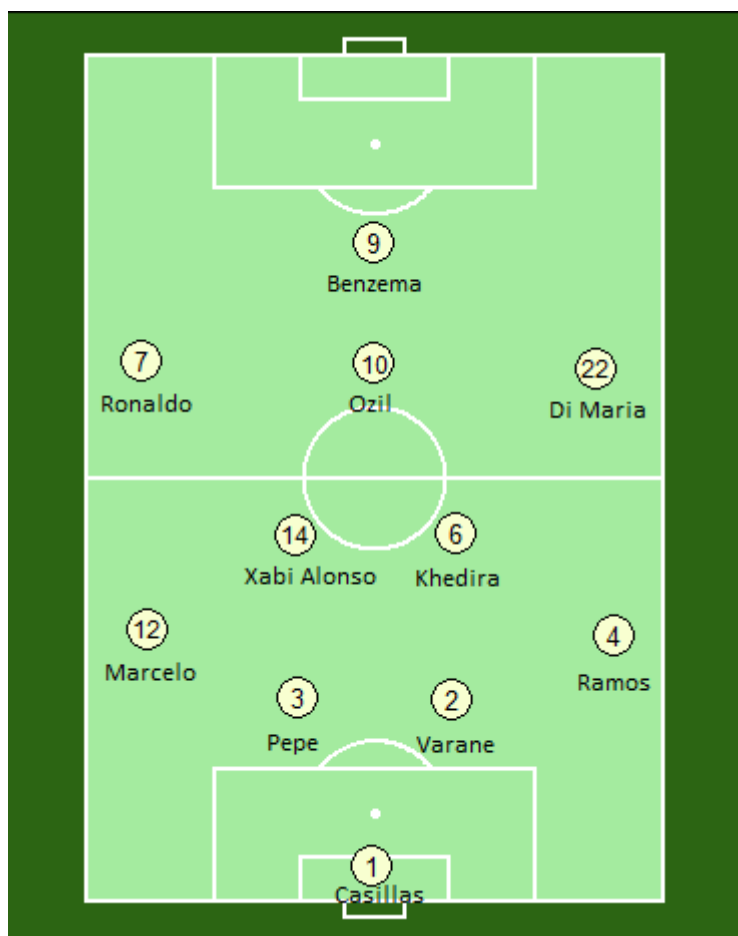 9
Benzema
7
Ronaldo
10
Ozil
22
Di Maria
14
Xabi Alonso
6
Khedira
12
Marcelo
4
Ramos
3
Pepe
2
Varane
1
Casillas